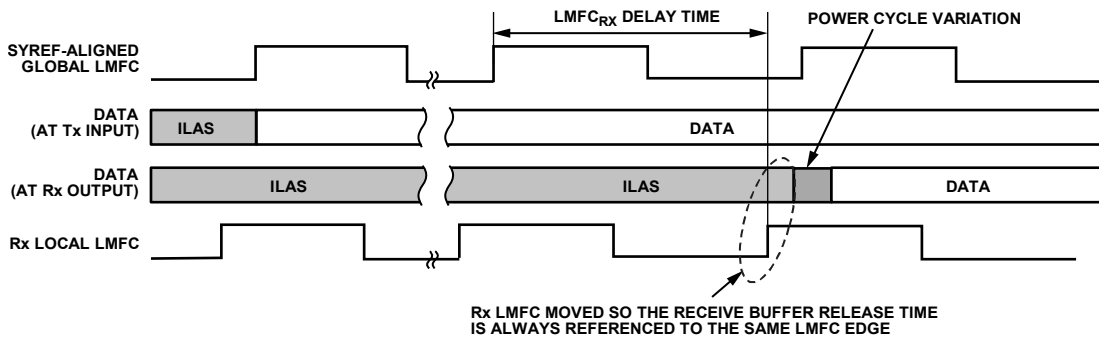 LMFCRX DELAY TIME
POWER CYCLE VARIATION
SYREF-ALIGNED
GLOBAL LMFC
DATA
(AT Tx INPUT)
ILAS
DATA
DATA
(AT Rx OUTPUT)
ILAS
ILAS
DATA
Rx LOCAL LMFC
Rx LMFC MOVED SO THE RECEIVE BUFFER RELEASE TIME
IS ALWAYS REFERENCED TO THE SAME LMFC EDGE